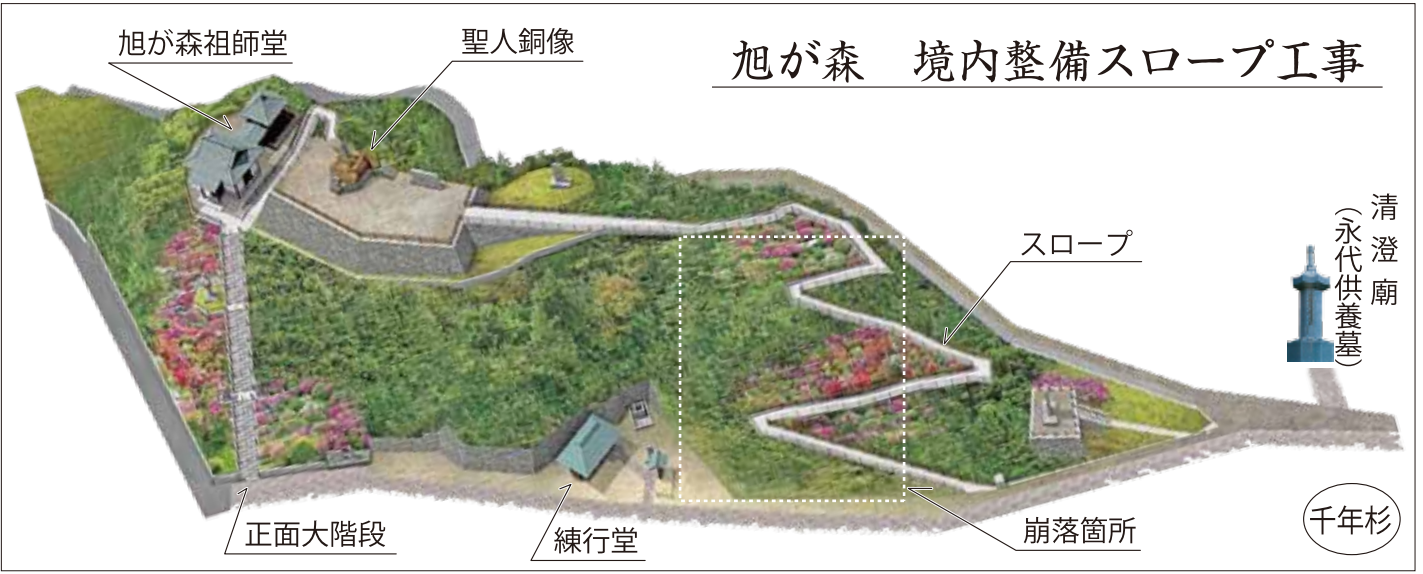 旭が森　境内整備スロープ工事
旭が森祖師堂
聖人銅像
スロープ
清澄廟
（永代供養墓）
正面大階段
練行堂
崩落箇所
千年杉